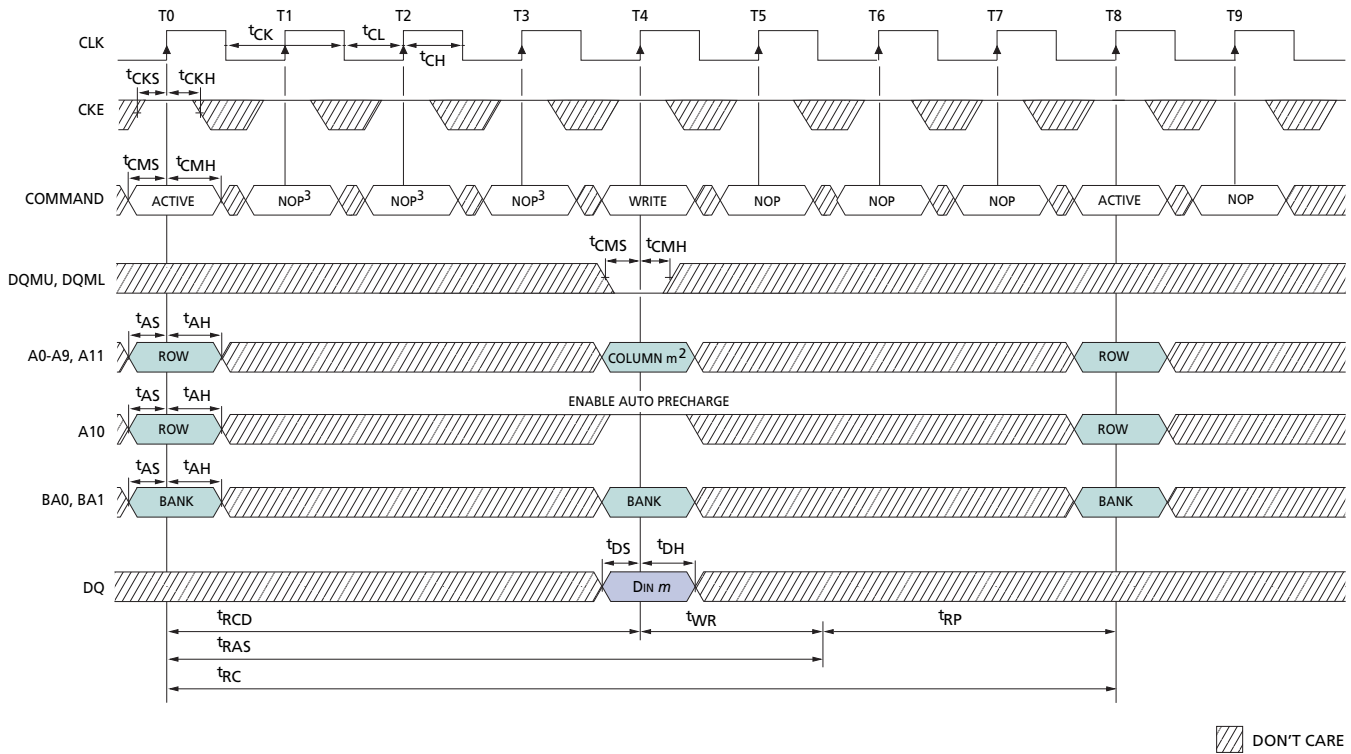 T0 T1 T2 T4 T3 T5 T6 T7 T8 T9
CLK
tCK tCL
tCH
tCKS tCKH
CKE
tCMS tCMH
COMMAND ACTIVE NOP3 NOP3 NOP3 WRITE NOP NOP NOP ACTIVE NOP
tCMS tCMH
DQMU, DQML
tAS tAH
A0-A9, A11 ROW COLUMN m2 ROW
ENABLE AUTO PRECHARGE
tAS tAH
A10 ROW ROW
tAS tAH
BA0, BA1 BANK BANK BANK
tDS tDH
DQ DIN m
tRCD tWR tRP
tRAS
tRC
DON'T CARE